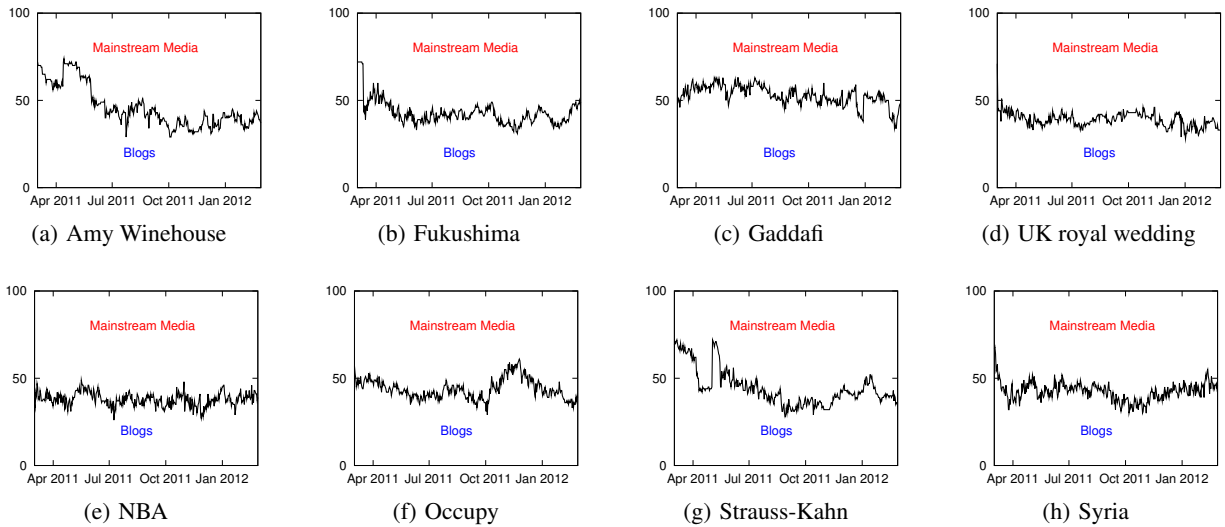 100
Mainstream Media
50
Blogs
0
Apr 2011 Jul 2011 Oct 2011 Jan 2012
(a) Amy Winehouse
100
Mainstream Media
50
Blogs
0
Apr 2011 Jul 2011 Oct 2011 Jan 2012
(b) Fukushima
100
Mainstream Media
50
Blogs
0
Apr 2011 Jul 2011 Oct 2011 Jan 2012
(c) Gaddafi
100
Mainstream Media
50
Blogs
0
Apr 2011 Jul 2011 Oct 2011 Jan 2012
(d) UK royal wedding
100
Mainstream Media
50
Blogs
0
Apr 2011 Jul 2011 Oct 2011 Jan 2012
(e) NBA
100
Mainstream Media
50
Blogs
0
Apr 2011 Jul 2011 Oct 2011 Jan 2012
(f) Occupy
100
Mainstream Media
50
Blogs
0
Apr 2011 Jul 2011 Oct 2011 Jan 2012
(g) Strauss-Kahn
100
Mainstream Media
50
Blogs
0
Apr 2011 Jul 2011 Oct 2011 Jan 2012
(h) Syria